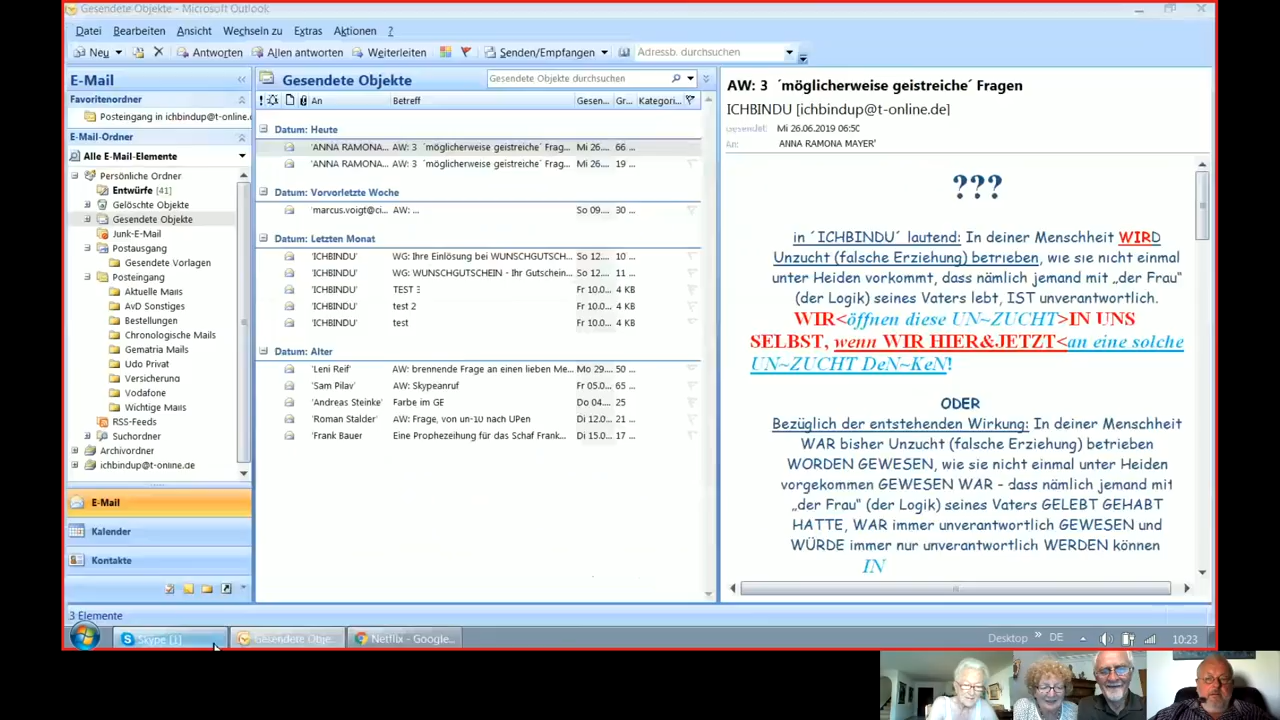 Gesendete Objekte - Microsoft Outlook
Datei Bearbeiten Ansicht Wechseln zu Extras Aktionen ?
Neu Antworten Allen antworten Weiterleiten Senden/Empfangen Adressb. durchsuchen
E-Mail
Favoritenordner
Posteingang in ichbindup@t-online.
E-Mail-Ordner
Alle E-Mail-Elemente
Persönliche Ordner
Entwürfe [41]
Gelöschte Objekte
Gesendete Objekte
Junk-E-Mail
Postausgang
Gesendete Vorlagen
Posteingang
Aktuelle Mails
AvD Sonstiges
Bestellungen
Chronologische Mails
Gematria Mails
Udo Privat
Versicherung
Vodafone
Wichtige Mails
RSS-Feeds
Suchordner
Archivordner
ichbindup@t-online.de
E-Mail
Kalender
Kontakte
3 Elemente
Gesendete Objekte
Gesendete Objekte durchsuchen
An Betreff Gesen... Gr... Kategori...
Datum: Heute
'ANNA RAMONA... AW: 3 ´möglicherweise geistreiche´ Frag... Mi 26.... 66 ...
'ANNA RAMONA... AW: 3 ´möglicherweise geistreiche´ Frag... Mi 26.... 19 ...
Datum: Vorvorletzte Woche
'marcus.voigt@ci... AW: ... So 09.... 30 ...
Datum: Letzten Monat
'ICHBINDU' WG: Ihre Einlösung bei WUNSCHGUTSCH... So 12.... 10 ...
'ICHBINDU' WG: WUNSCHGUTSCHEIN - Ihr Gutschein... So 12.... 11 ...
'ICHBINDU' TEST 3 Fr 10.0... 4 KB
'ICHBINDU' test 2 Fr 10.0... 4 KB
'ICHBINDU' test Fr 10.0... 4 KB
Datum: Älter
'Leni Reif' AW: brennende Frage an einen lieben Me... Mo 29.... 50 ...
'Sam Pilav' AW: Skypeanruf Fr 05.0... 65 ...
'Andreas Steinke' Farbe im GE Do 04.... 25
'Roman Stalder' AW: Frage, von un-10 nach UPen Di 12.0... 21 ...
'Frank Bauer Eine Prophezeihung für das Schaf Frank... Di 15.0... 17 ...
AW: 3 ´möglicherweise geistreiche´ Fragen
ICHBINDU [ichbindup@t-online.de]
Gesendet: Mi 26.06.2019 06:50
An: ANNA RAMONA MAYER'
???
in ´ICHBINDU´ lautend: In deiner Menschheit WIRD
Unzucht (falsche Erziehung) betrieben, wie sie nicht einmal
unter Heiden vorkommt, dass nämlich jemand mit „der Frau“
(der Logik) seines Vaters lebt, IST unverantwortlich.
WIR<öffnen diese UN~ZUCHT>IN UNS
SELBST, wenn WIR HIER&JETZT<an eine solche
UN~ZUCHT DeN~KeN!
ODER
Bezüglich der entstehenden Wirkung: In deiner Menschheit
WAR bisher Unzucht (falsche Erziehung) betrieben
WORDEN GEWESEN, wie sie nicht einmal unter Heiden
vorgekommen GEWESEN WAR – dass nämlich jemand mit
„der Frau“ (der Logik) seines Vaters GELEBT GEHABT
HATTE, WAR immer unverantwortlich GEWESEN und
WÜRDE immer nur unverantwortlich WERDEN können
IN
Skype [1] Gesendete Obje... Netflix - Google... Desktop » DE 10:23